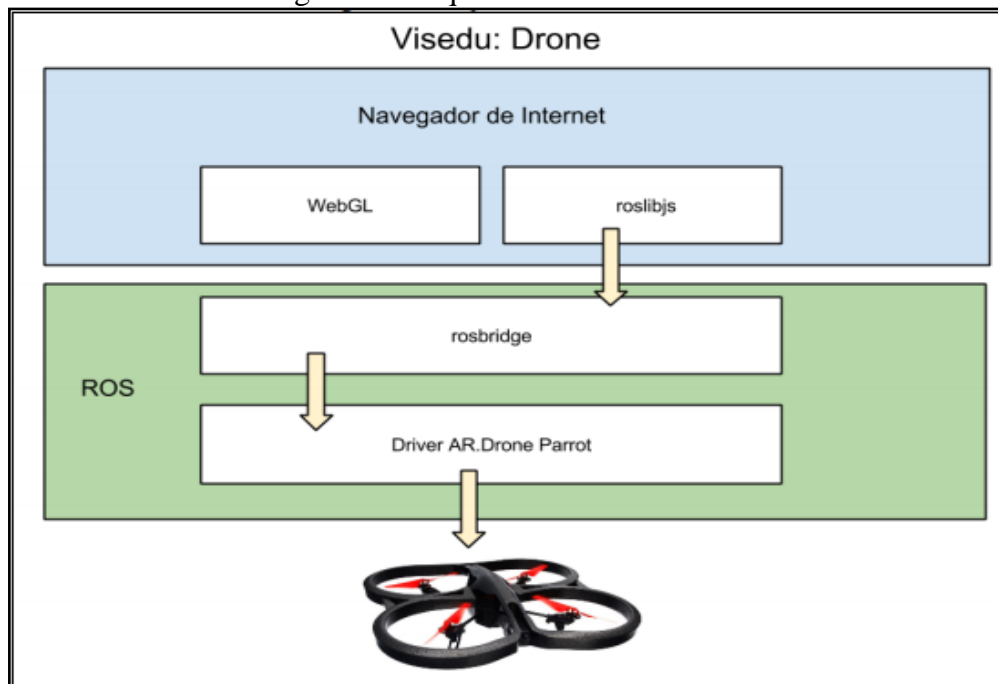 Visedu: Drone
Navegador de Internet
WebGL
roslibjs
rosbridge
ROS
Driver AR.Drone Parrot